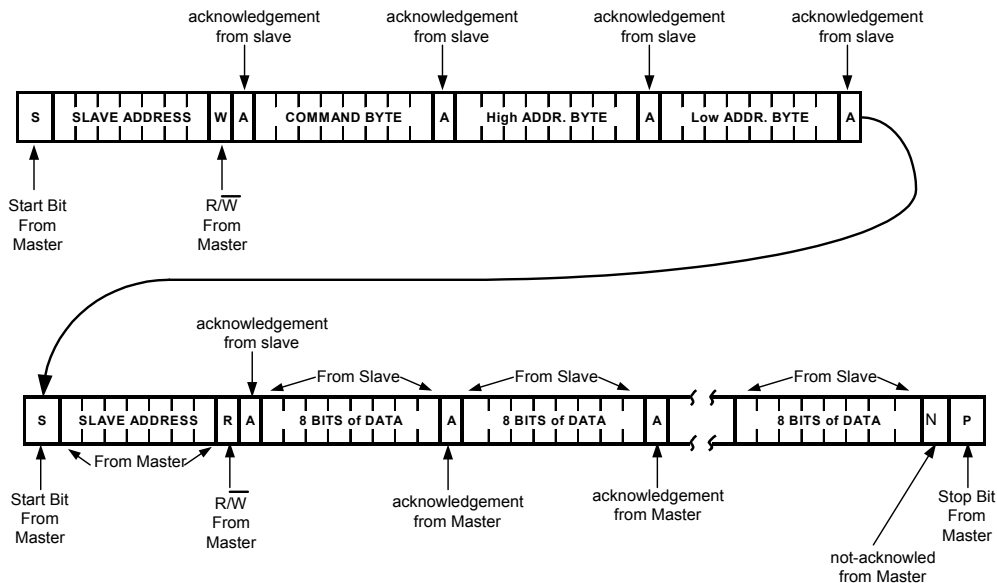 acknowledgement
from slave
acknowledgement
from slave
acknowledgement
from slave
acknowledgement
from slave
S SLAVE ADDRESS W A COMMAND BYTE A High ADDR. BYTE A Low ADDR. BYTE A
Start Bit
From
Master
R/W̅
From
Master
acknowledgement
from slave
From Slave
From Slave
From Slave
S SLAVE ADDRESS R A 8 BITS of DATA A 8 BITS of DATA A 8 BITS of DATA N P
From Master
Start Bit
From
Master
R/W̅
From
Master
acknowledgement
from Master
acknowledgement
from Master
Stop Bit
From
Master
not-acknowled
from Master